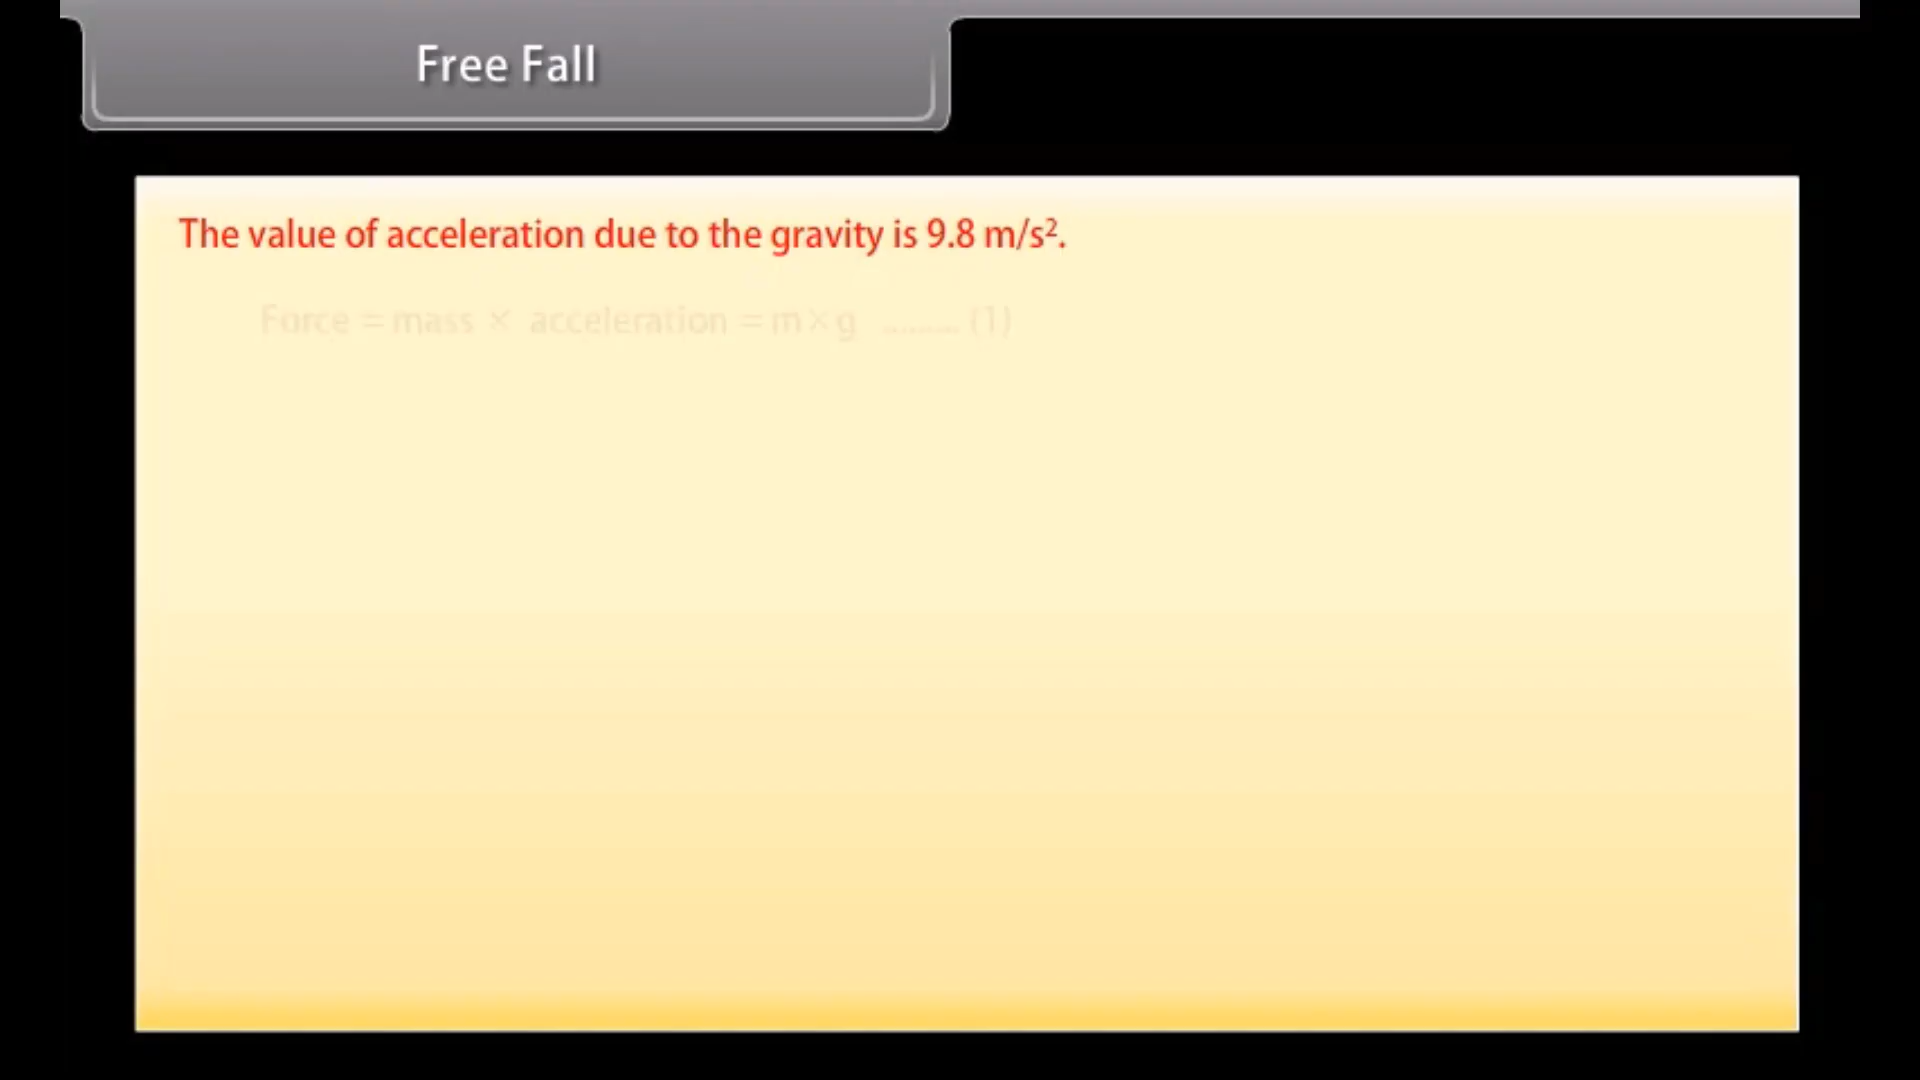 Free Fall
The value of acceleration due to the gravity is 9.8 m/s².
Force = mass × acceleration = m×g ......... (1)